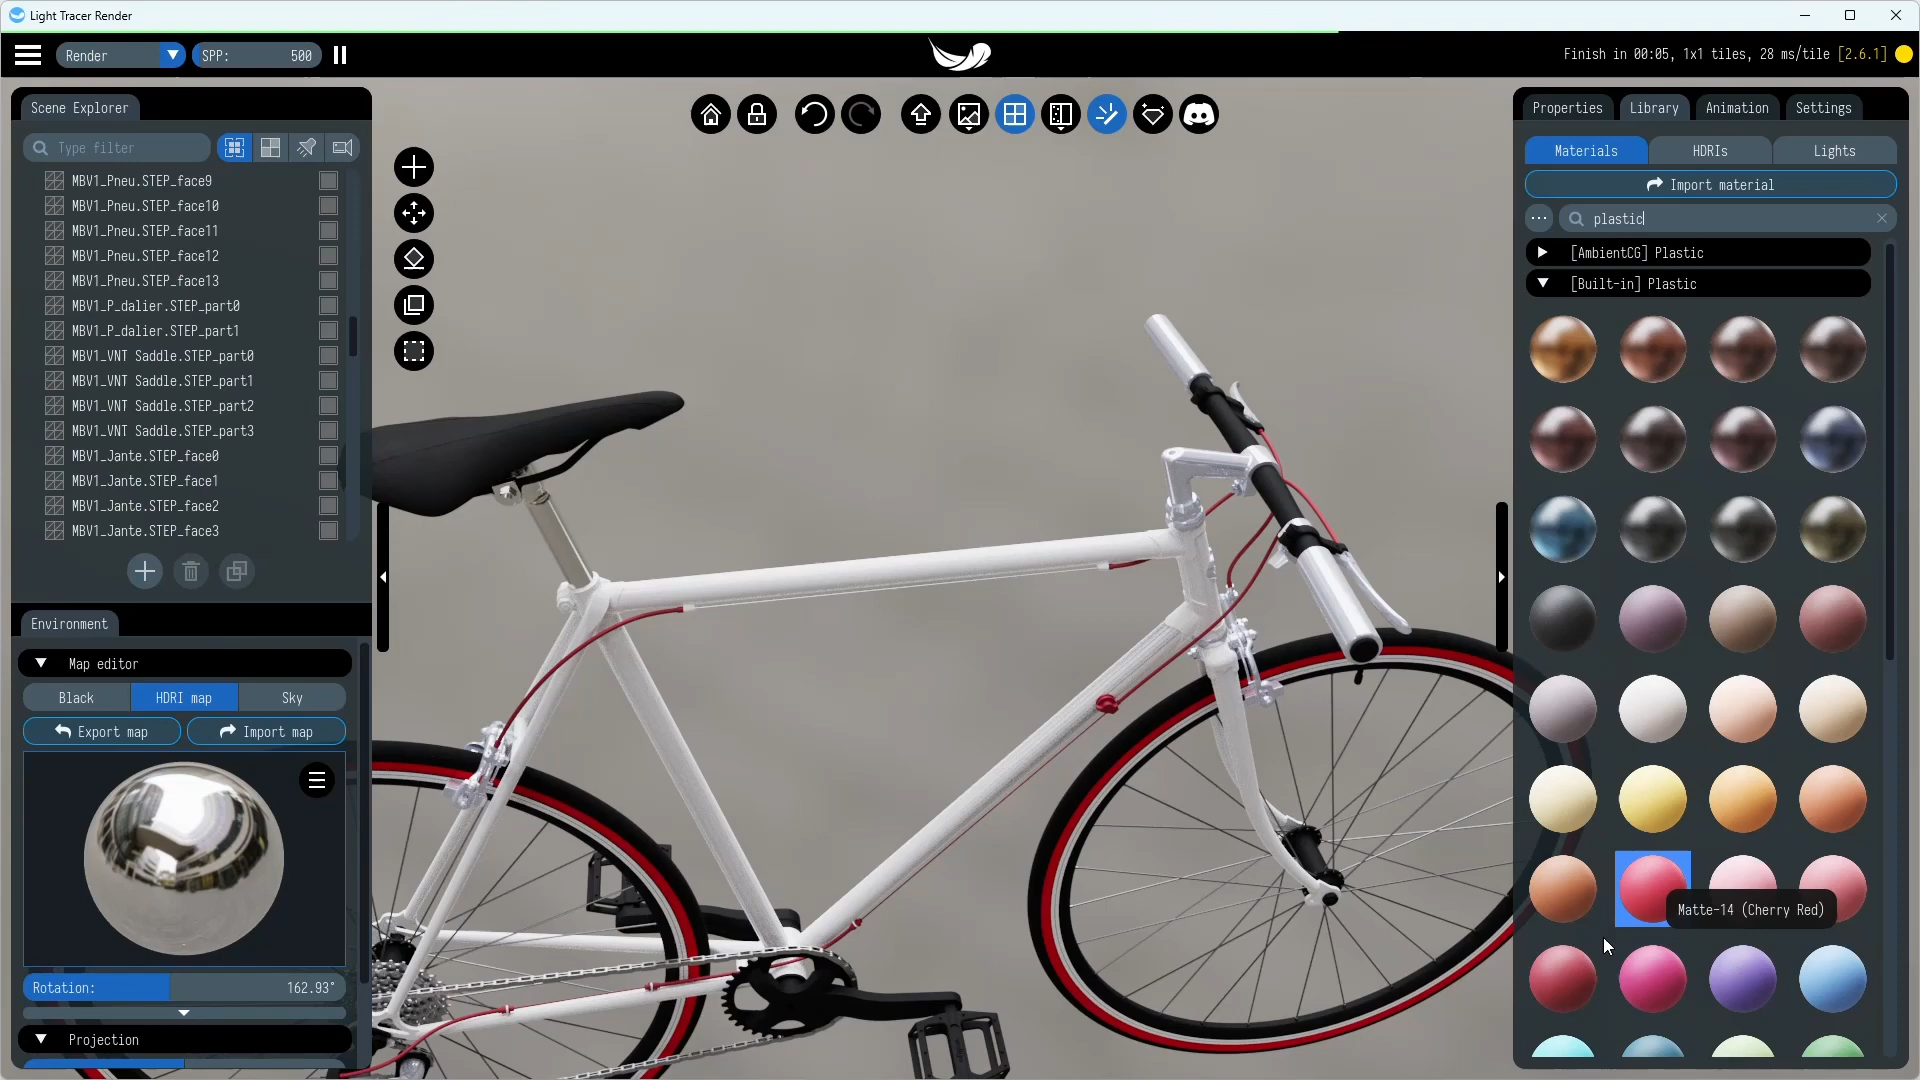 Light Tracer Render
Render
SPP: 500
Finish in 00:05, 1x1 tiles, 28 ms/tile [2.6.1]
Scene Explorer
Type filter
MBV1_Pneu.STEP_face9
MBV1_Pneu.STEP_face10
MBV1_Pneu.STEP_face11
MBV1_Pneu.STEP_face12
MBV1_Pneu.STEP_face13
MBV1_P_dalier.STEP_part0
MBV1_P_dalier.STEP_part1
MBV1_VNT Saddle.STEP_part0
MBV1_VNT Saddle.STEP_part1
MBV1_VNT Saddle.STEP_part2
MBV1_VNT Saddle.STEP_part3
MBV1_Jante.STEP_face0
MBV1_Jante.STEP_face1
MBV1_Jante.STEP_face2
MBV1_Jante.STEP_face3
Environment
Map editor
Black HDRI map Sky
Export map Import map
Rotation: 162.93°
Projection
Properties Library Animation Settings
Materials HDRIs Lights
Import material
plastic
[AmbientCG] Plastic
[Built-in] Plastic
Matte-14 (Cherry Red)